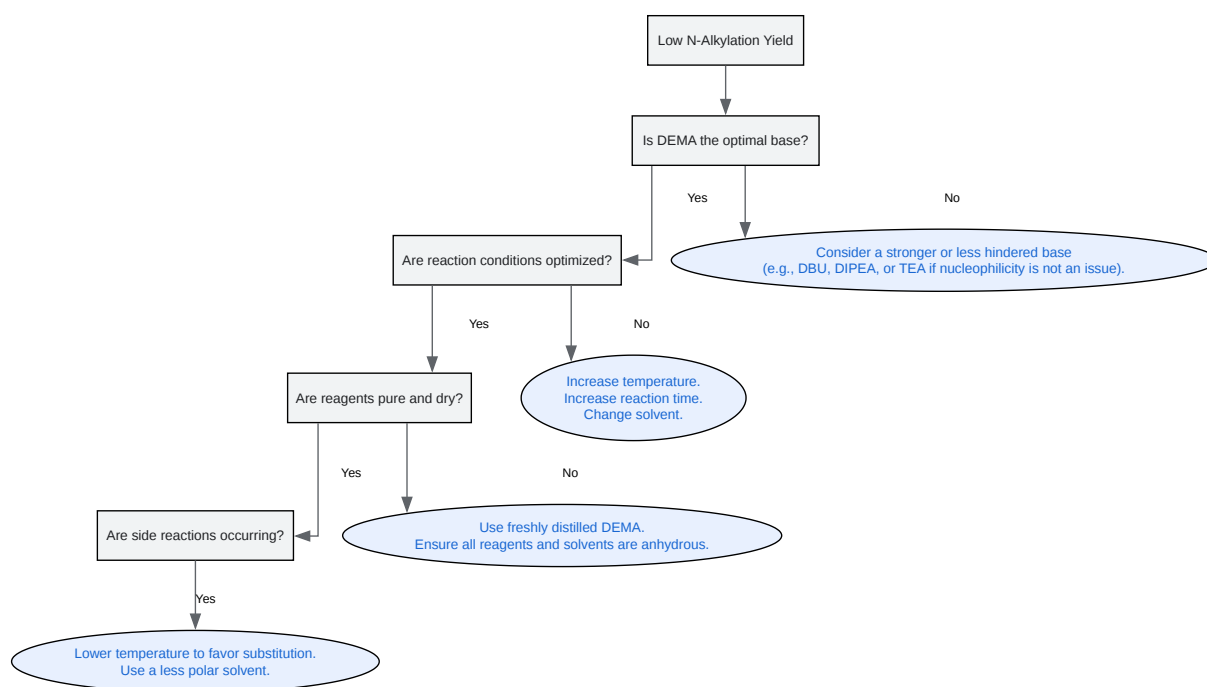 Low N-Alkylation Yield
Is DEMA the optimal base?
Yes
No
Consider a stronger or less hindered base
(e.g., DBU, DIPEA, or TEA if nucleophilicity is not an issue).
Are reaction conditions optimized?
Yes
No
Increase temperature.
Increase reaction time.
Change solvent.
Are reagents pure and dry?
Yes
No
Use freshly distilled DEMA.
Ensure all reagents and solvents are anhydrous.
Are side reactions occurring?
Yes
Lower temperature to favor substitution.
Use a less polar solvent.